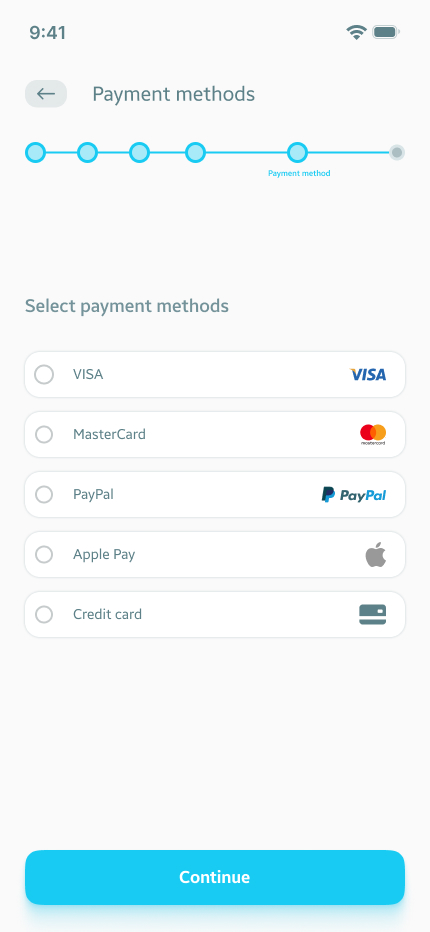 9:41
Payment methods
Payment method
Select payment methods
VISA VISA
MasterCard mastercard
PayPal PayPal
Apple Pay
Credit card
Continue